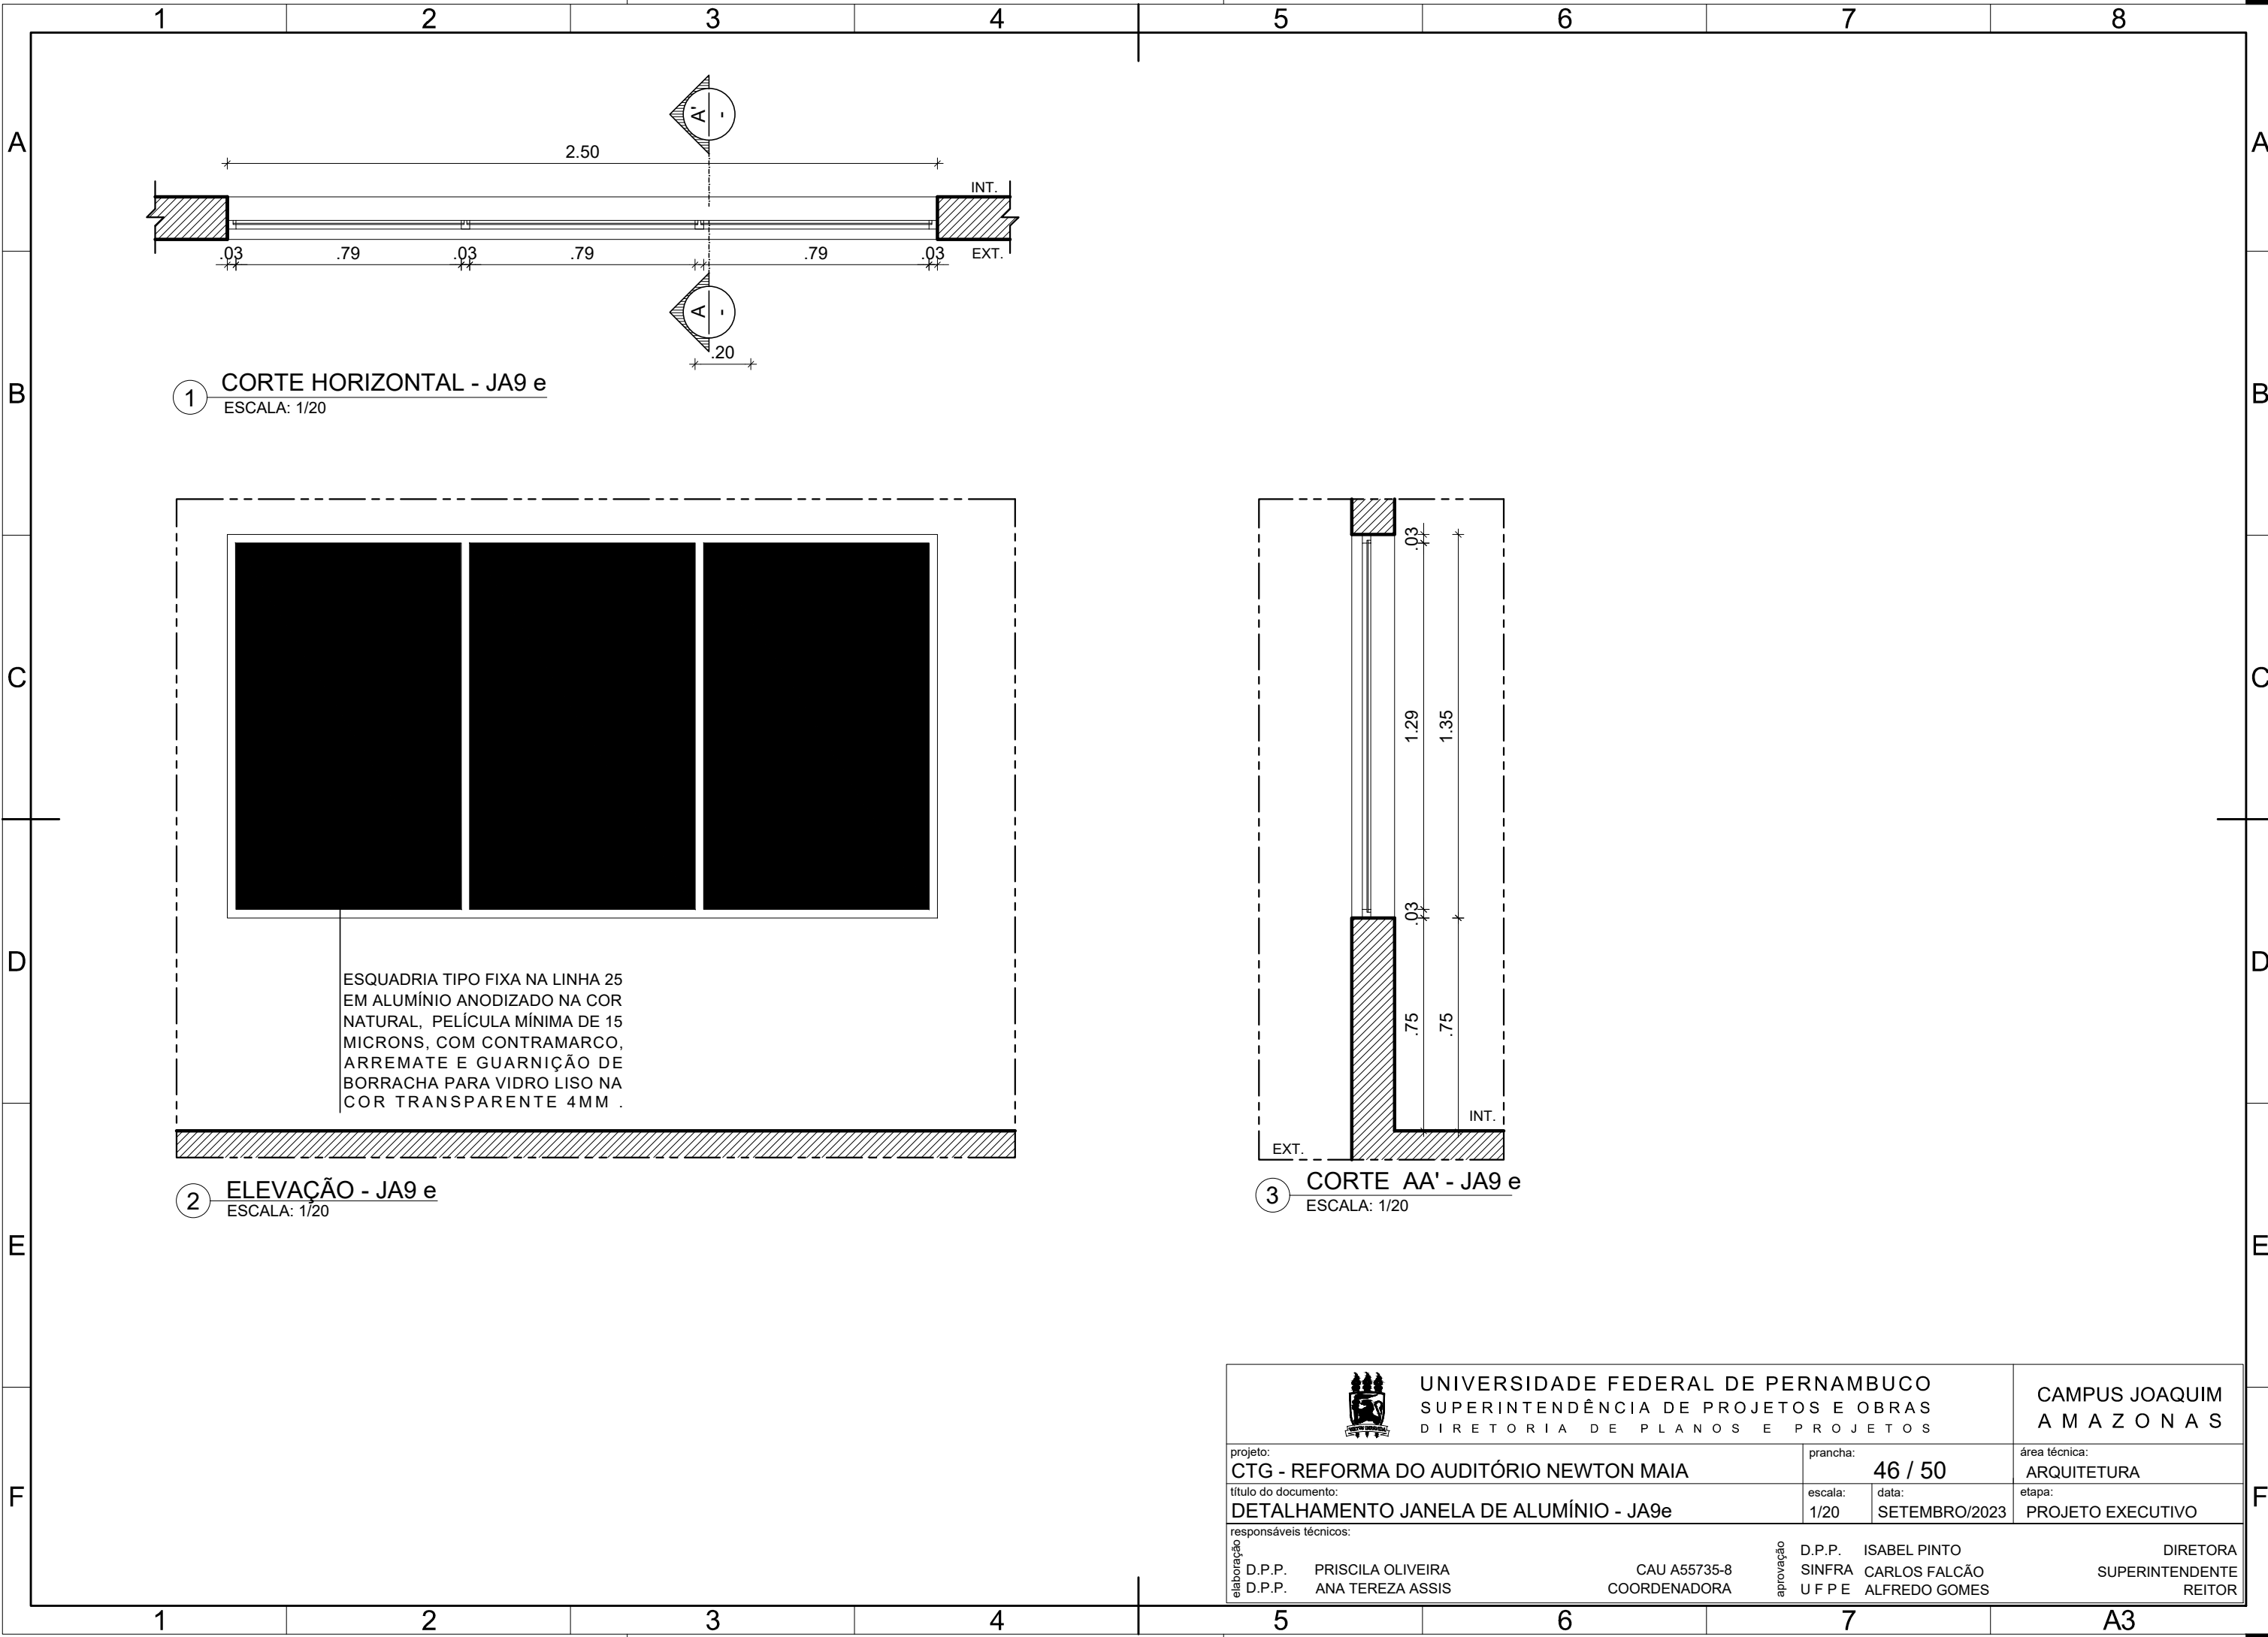 1 2 3 4 5 6 7 8
A A
B B
C C
D D
E E
F F
A'
-
2.50
INT.
.03 .79 .03 .79 .79 .03
EXT.
A
-
.20
1 CORTE HORIZONTAL - JA9 e
ESCALA: 1/20
ESQUADRIA TIPO FIXA NA LINHA 25
EM ALUMÍNIO ANODIZADO NA COR
NATURAL, PELÍCULA MÍNIMA DE 15
MICRONS, COM CONTRAMARCO,
ARREMATE E GUARNIÇÃO DE
BORRACHA PARA VIDRO LISO NA
COR TRANSPARENTE 4MM .
2 ELEVAÇÃO - JA9 e
ESCALA: 1/20
.03
1.29 1.35
.03
.75 .75
INT.
EXT.
3 CORTE AA' - JA9 e
ESCALA: 1/20
UNIVERSIDADE FEDERAL DE PERNAMBUCO
SUPERINTENDÊNCIA DE PROJETOS E OBRAS
DIRETORIA DE PLANOS E PROJETOS
CAMPUS JOAQUIM
AMAZONAS
projeto:
CTG - REFORMA DO AUDITÓRIO NEWTON MAIA
prancha:
46 / 50
área técnica:
ARQUITETURA
título do documento:
DETALHAMENTO JANELA DE ALUMÍNIO - JA9e
escala:
1/20
data:
SETEMBRO/2023
etapa:
PROJETO EXECUTIVO
responsáveis técnicos:
elaboração
D.P.P. PRISCILA OLIVEIRA CAU A55735-8
D.P.P. ANA TEREZA ASSIS COORDENADORA
aprovação
D.P.P. ISABEL PINTO DIRETORA
SINFRA CARLOS FALCÃO SUPERINTENDENTE
UFPE ALFREDO GOMES REITOR
1 2 3 4 5 6 7 A3